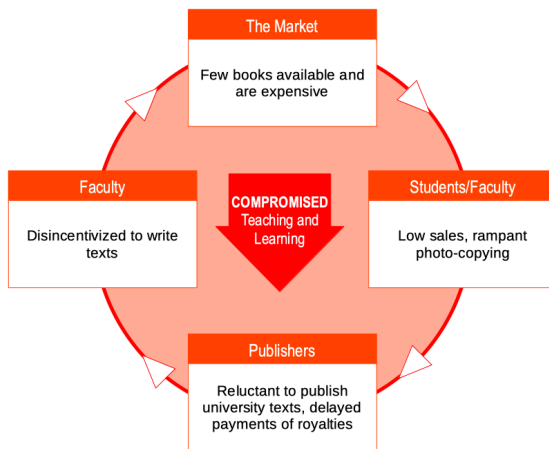 The Market
Few books available and
are expensive
Faculty
Disincentivized to write
texts
COMPROMISED
Teaching and
Learning
Students/Faculty
Low sales, rampant
photo-copying
Publishers
Reluctant to publish
university texts, delayed
payments of royalties